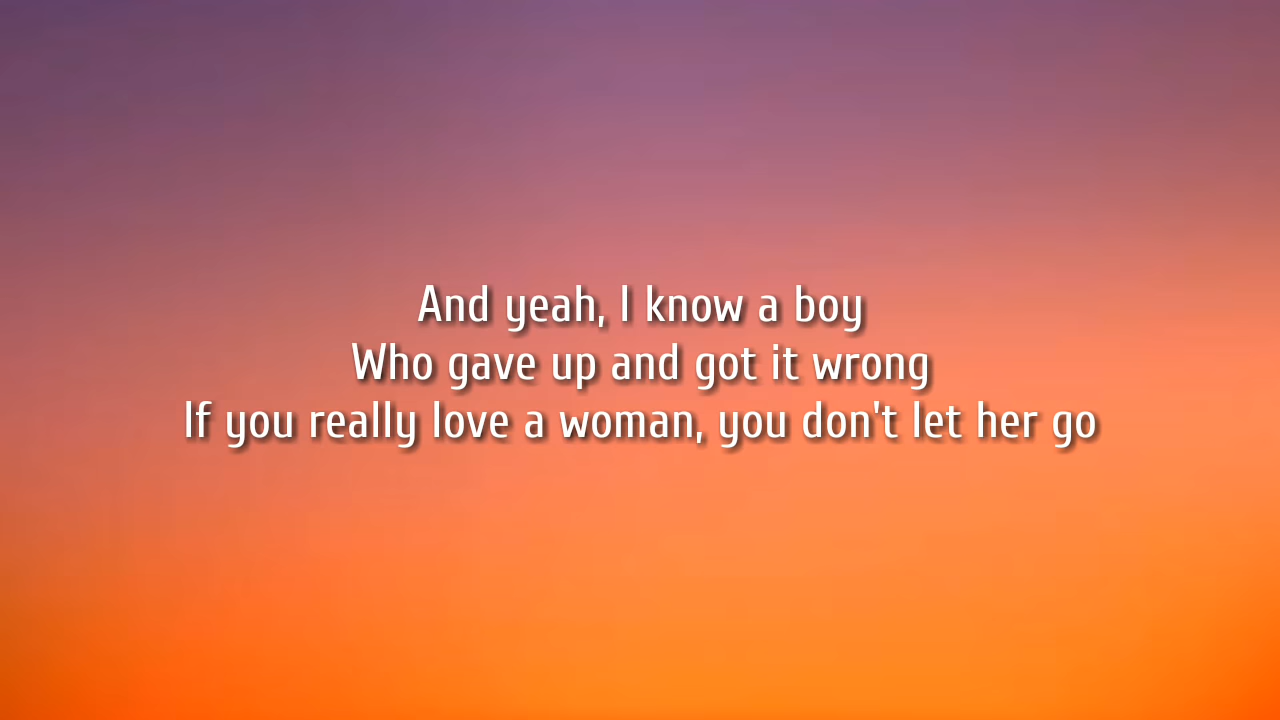 And yeah, I know a boy
Who gave up and got it wrong
If you really love a woman, you don't let her go